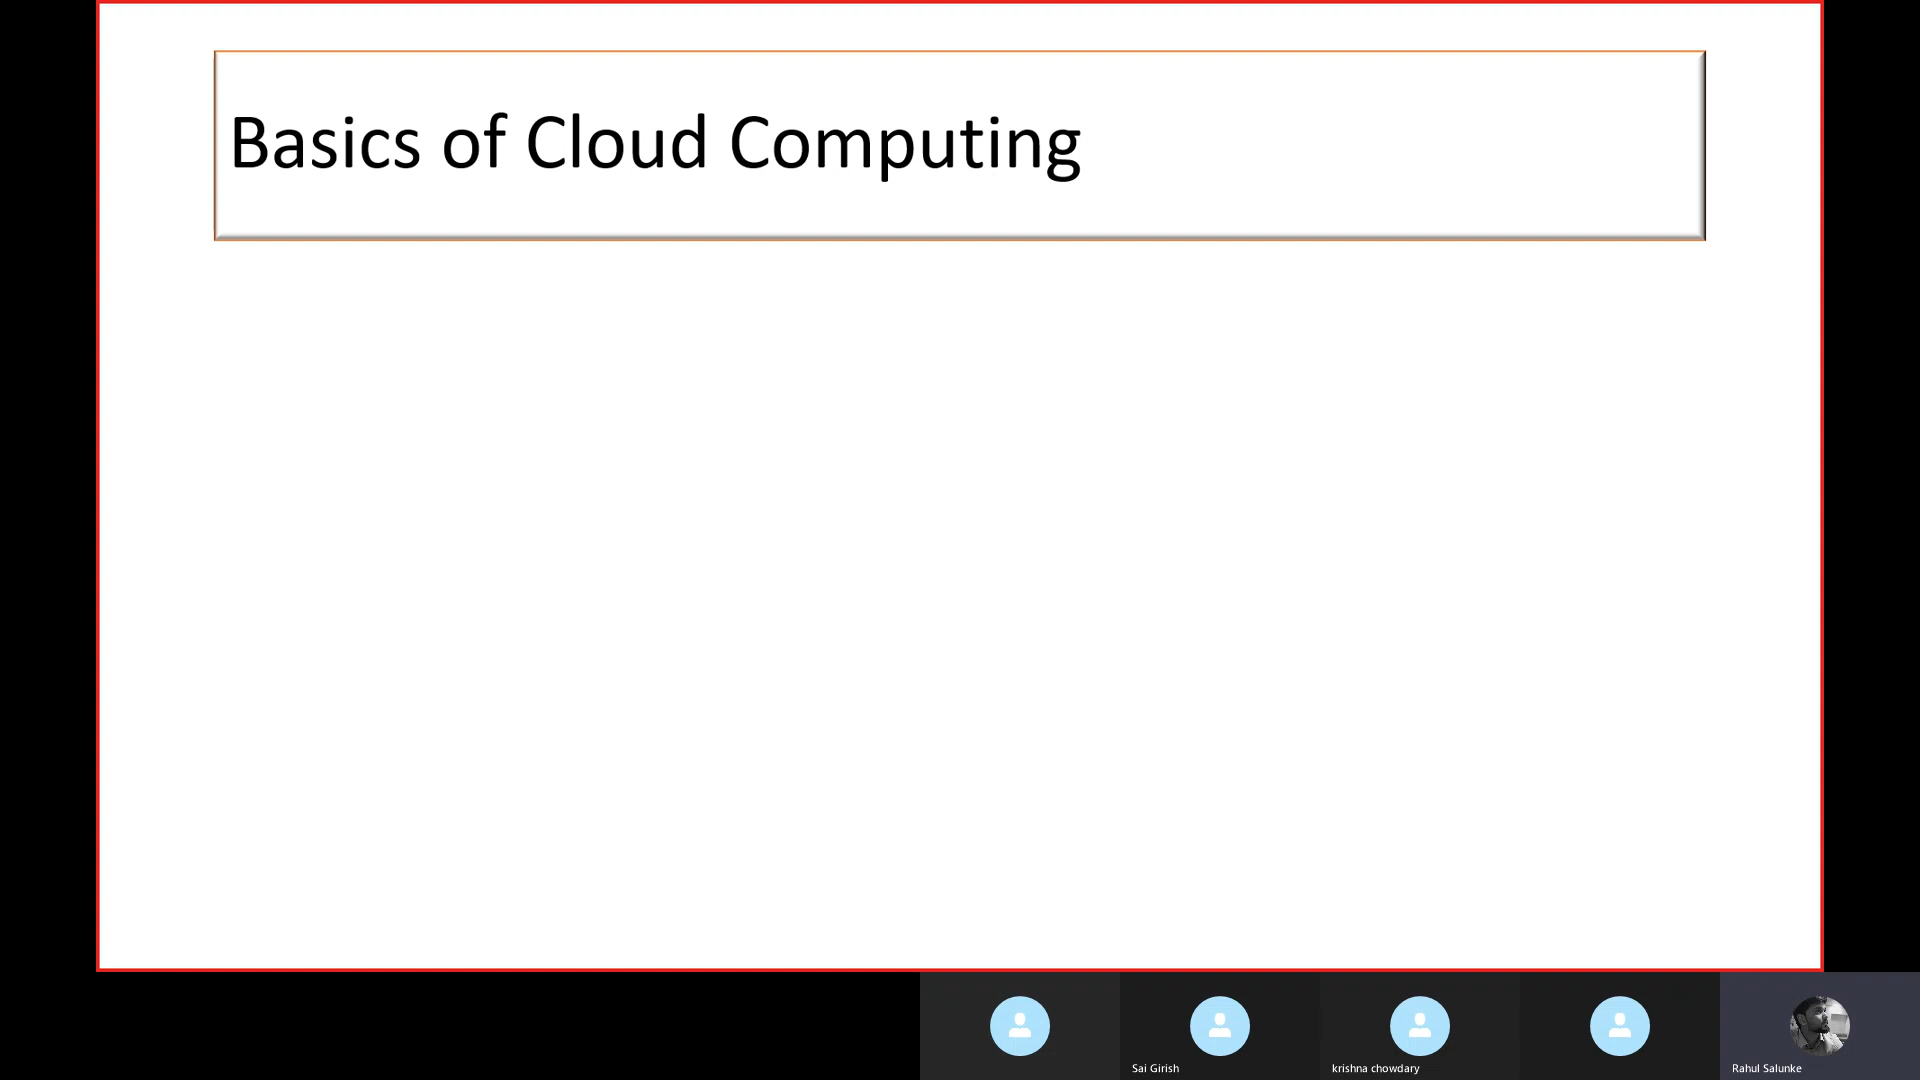 Basics of Cloud Computing
Sai Girish
krishna chowdary
Rahul Salunke